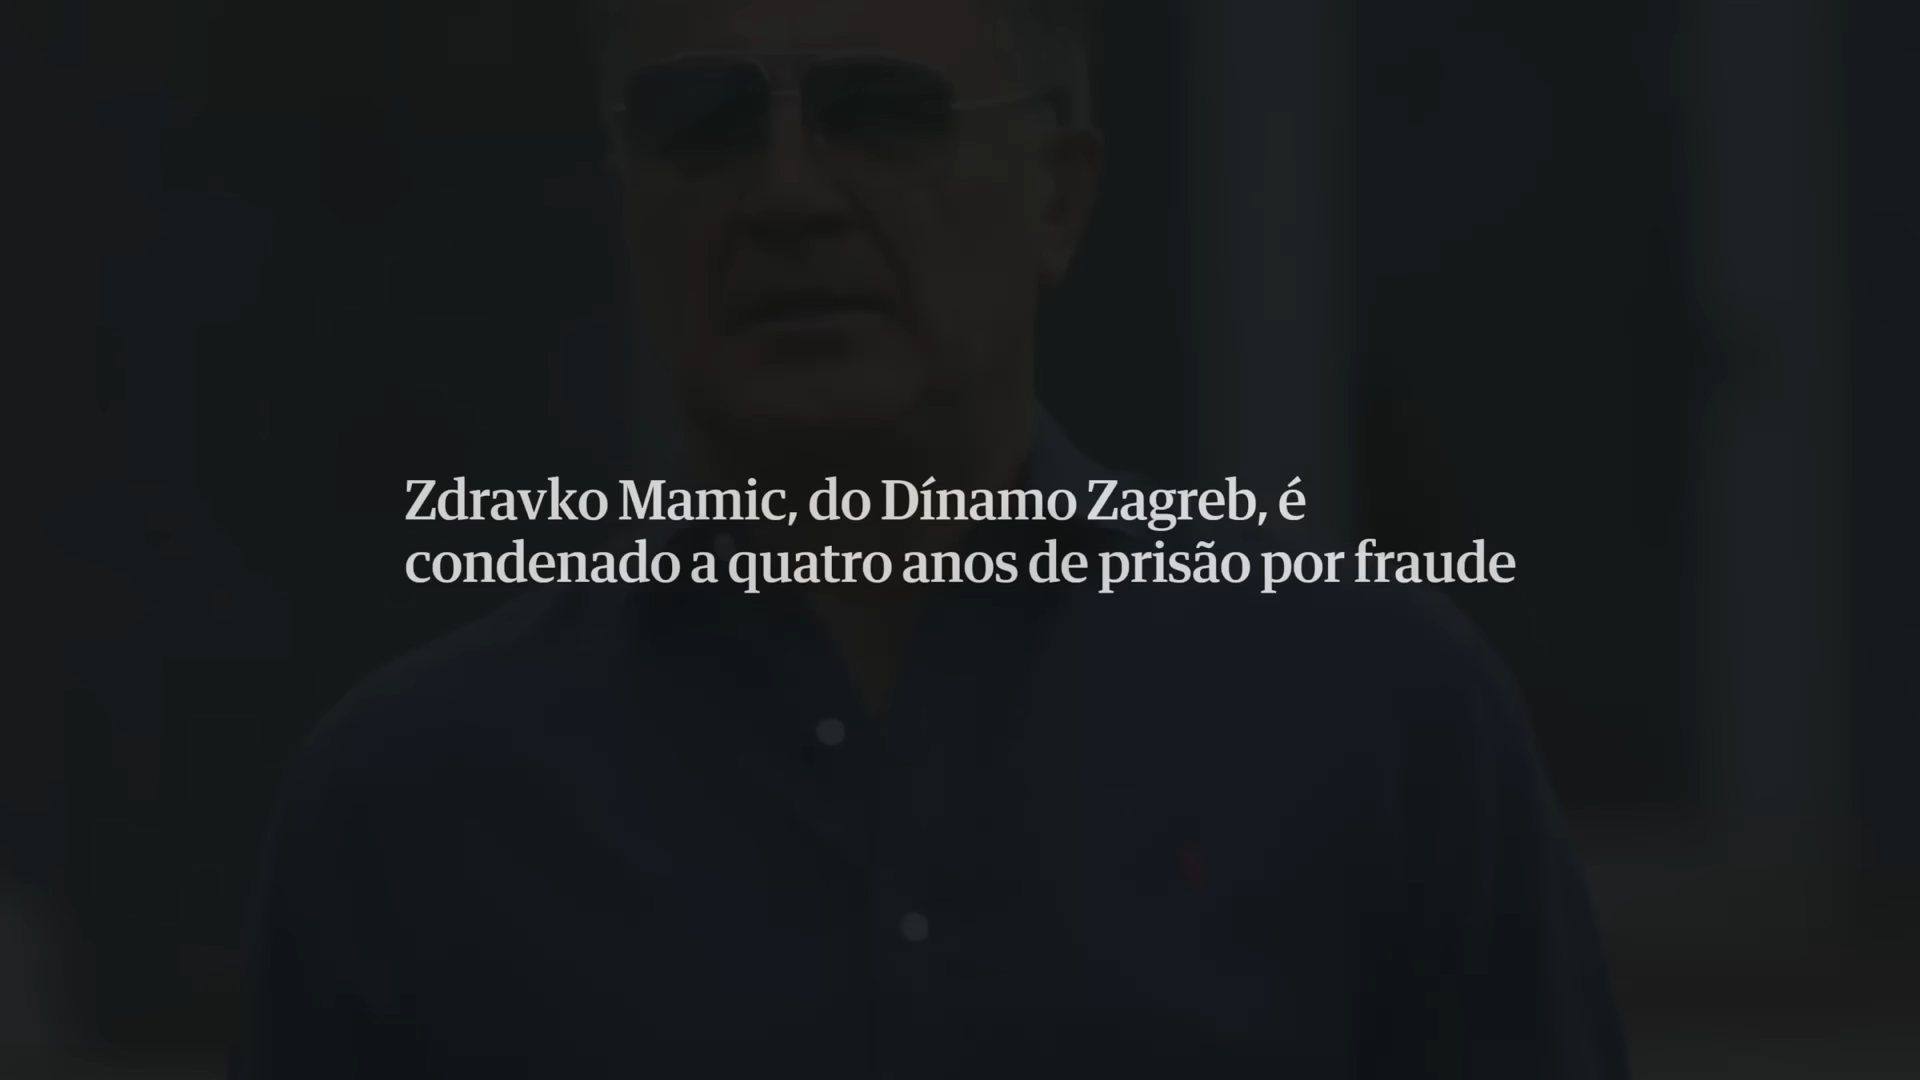 Zdravko Mamic, do Dínamo Zagreb, é
condenado a quatro anos de prisão por fraude